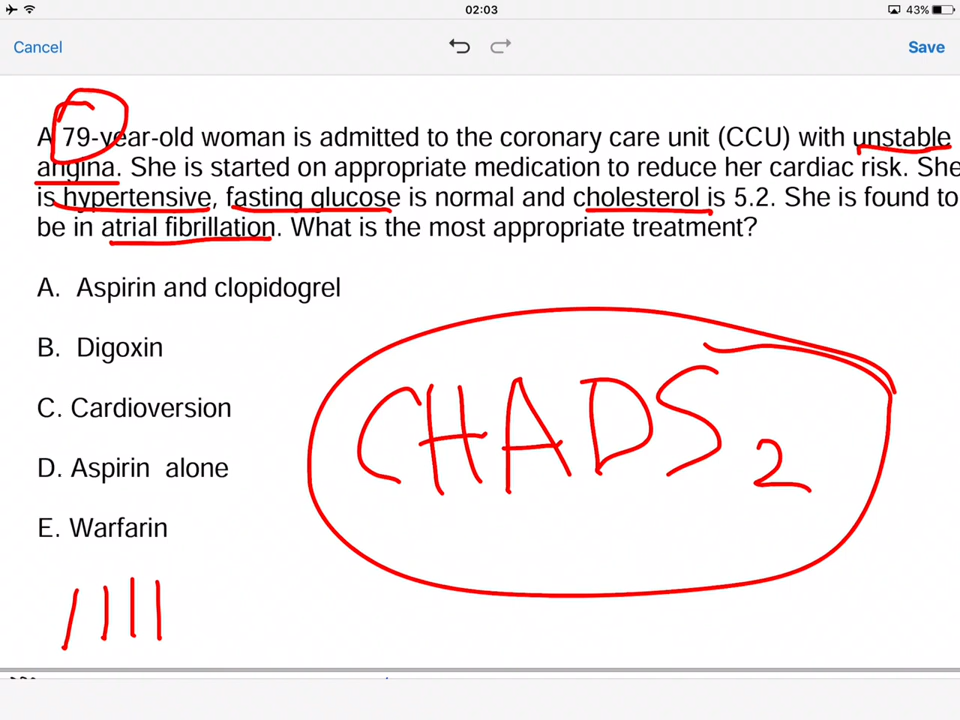 02:03
43%
Cancel
Save
A 79-year-old woman is admitted to the coronary care unit (CCU) with unstable
angina. She is started on appropriate medication to reduce her cardiac risk. She
is hypertensive, fasting glucose is normal and cholesterol is 5.2. She is found to
be in atrial fibrillation. What is the most appropriate treatment?
A. Aspirin and clopidogrel
B. Digoxin
C. Cardioversion
D. Aspirin alone
E. Warfarin
CHADS2